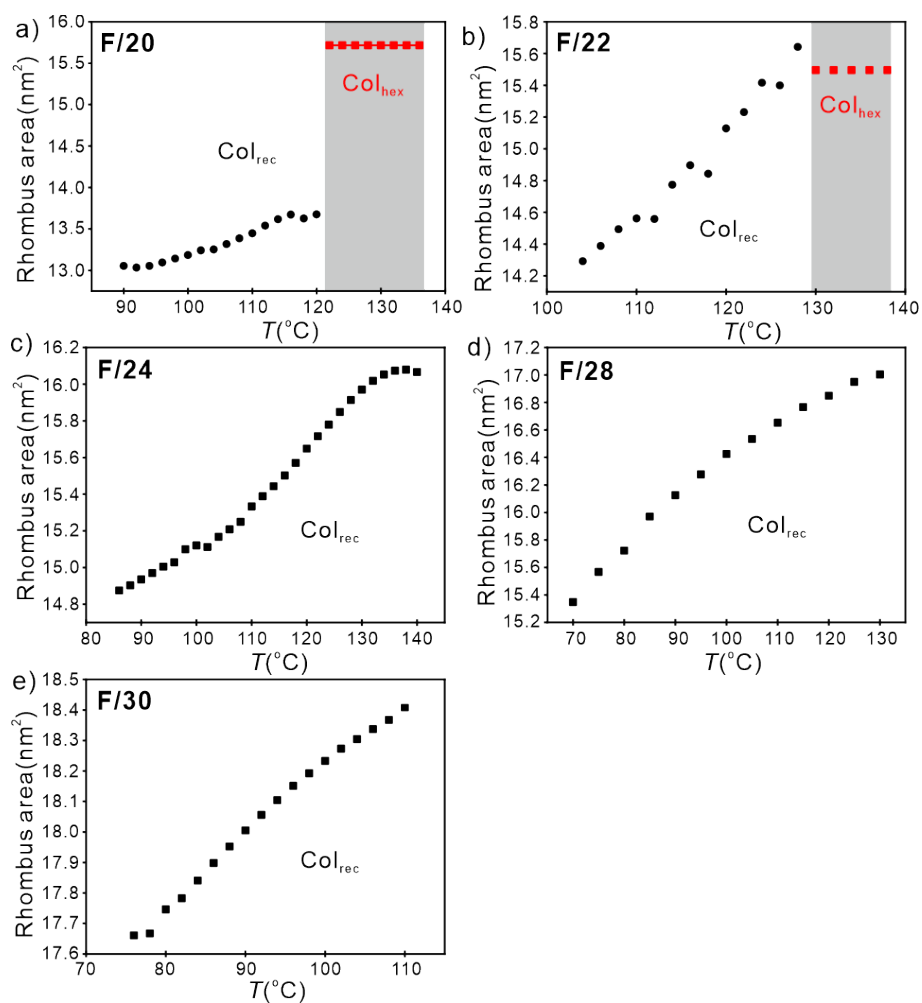 a)
F/20
Rhombus area(nm²)
16.0
15.5
15.0
14.5
14.0
13.5
13.0
Col_hex
Col_rec
90 100 110 120 130 140
T(°C)
b)
F/22
Rhombus area(nm²)
15.8
15.6
15.4
15.2
15.0
14.8
14.6
14.4
14.2
Col_hex
Col_rec
100 110 120 130 140
T(°C)
c)
F/24
Rhombus area(nm²)
16.2
16.0
15.8
15.6
15.4
15.2
15.0
14.8
Col_rec
80 90 100 110 120 130 140
T(°C)
d)
F/28
Rhombus area(nm²)
17.2
17.0
16.8
16.6
16.4
16.2
16.0
15.8
15.6
15.4
15.2
Col_rec
70 80 90 100 110 120 130
T(°C)
e)
F/30
Rhombus area(nm²)
18.5
18.4
18.3
18.2
18.1
18.0
17.9
17.8
17.7
17.6
Col_rec
70 80 90 100 110
T(°C)